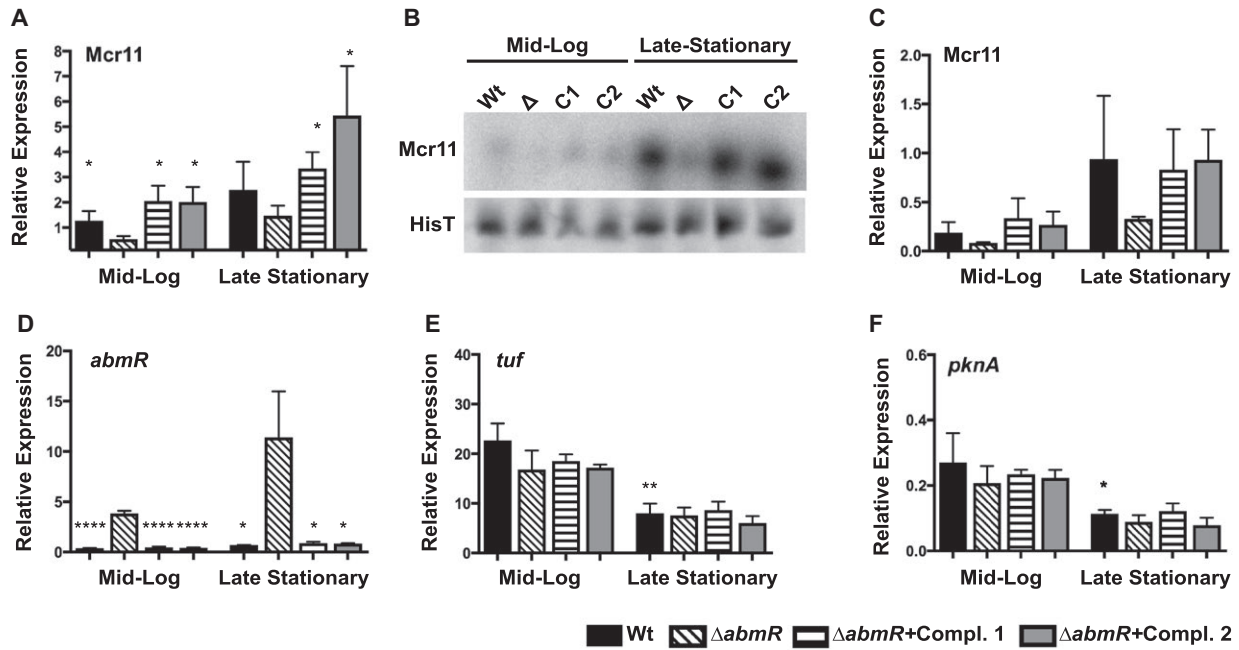 A
Mcr11
Relative Expression
8
7
6
5
4
3
2
1
* * * * *
Mid-Log Late Stationary
B
Mid-Log Late-Stationary
Wt Δ C1 C2 Wt Δ C1 C2
Mcr11
HisT
C
Mcr11
Relative Expression
2.0
1.5
1.0
0.5
0.0
Mid-Log Late Stationary
D
abmR
Relative Expression
20
15
10
5
0
**** **** **** * * *
Mid-Log Late Stationary
E
tuf
Relative Expression
40
30
20
10
0
**
Mid-Log Late Stationary
F
pknA
Relative Expression
0.6
0.4
0.2
0.0
*
Mid-Log Late Stationary
Wt ΔabmR ΔabmR+Compl. 1 ΔabmR+Compl. 2